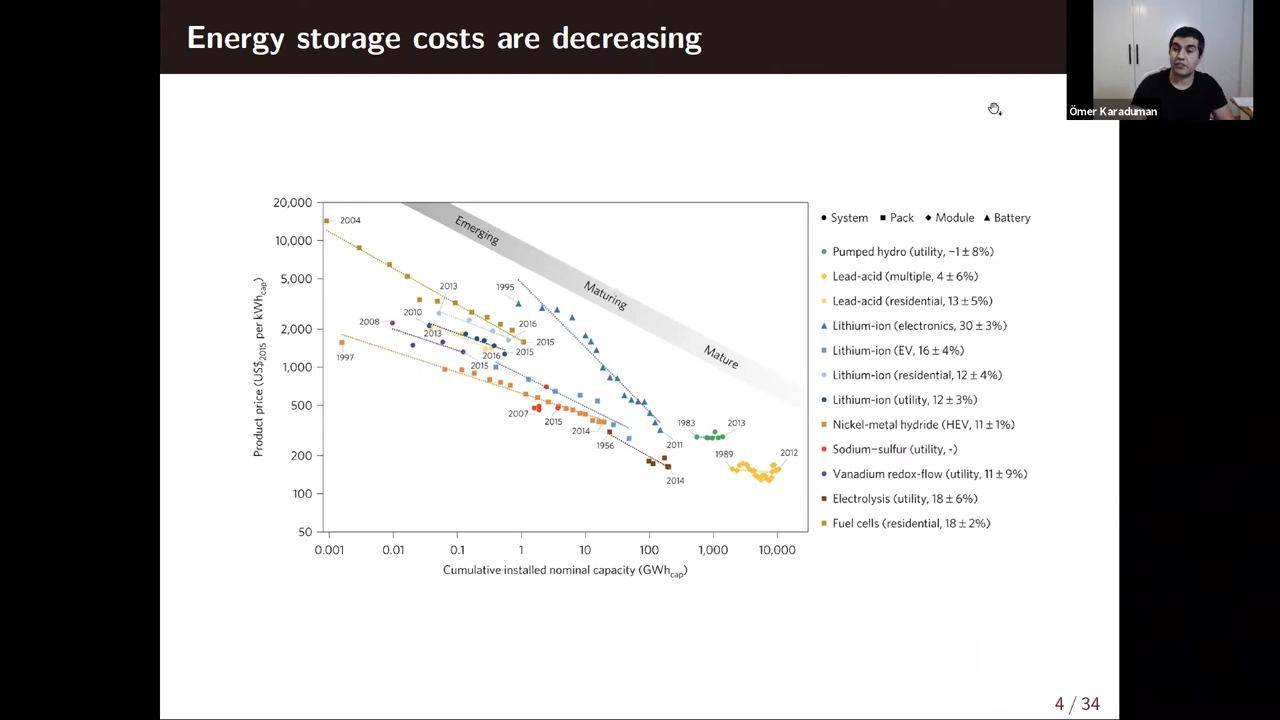 Energy storage costs are decreasing
Ömer Karaduman
20,000
10,000
5,000
2,000
1,000
500
200
100
50
Product price (US$2015 per kWhcap)
0.001 0.01 0.1 1 10 100 1,000 10,000
Cumulative installed nominal capacity (GWhcap)
Emerging
Maturing
Mature
2004
2013
1995
2010
2008
2013
2016
2015
2016
2015
1997
2015
2007
2015
2014
1956
2011
2014
1983
2013
1989
2012
System Pack Module Battery
Pumped hydro (utility, −1 ± 8%)
Lead-acid (multiple, 4 ± 6%)
Lead-acid (residential, 13 ± 5%)
Lithium-ion (electronics, 30 ± 3%)
Lithium-ion (EV, 16 ± 4%)
Lithium-ion (residential, 12 ± 4%)
Lithium-ion (utility, 12 ± 3%)
Nickel-metal hydride (HEV, 11 ± 1%)
Sodium−sulfur (utility, -)
Vanadium redox-flow (utility, 11 ± 9%)
Electrolysis (utility, 18 ± 6%)
Fuel cells (residential, 18 ± 2%)
4 / 34